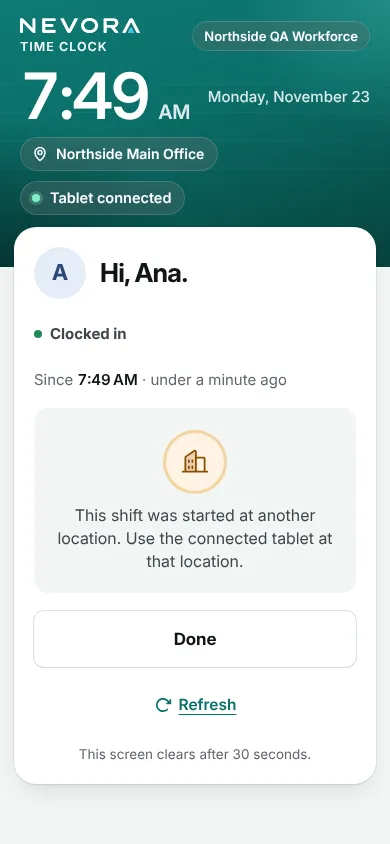 NEVORA
TIME CLOCK
Northside QA Workforce
7:49 AM
Monday, November 23
Northside Main Office
Tablet connected
A
Hi, Ana.
Clocked in
Since 7:49 AM · under a minute ago
This shift was started at another
location. Use the connected tablet at
that location.
Done
Refresh
This screen clears after 30 seconds.